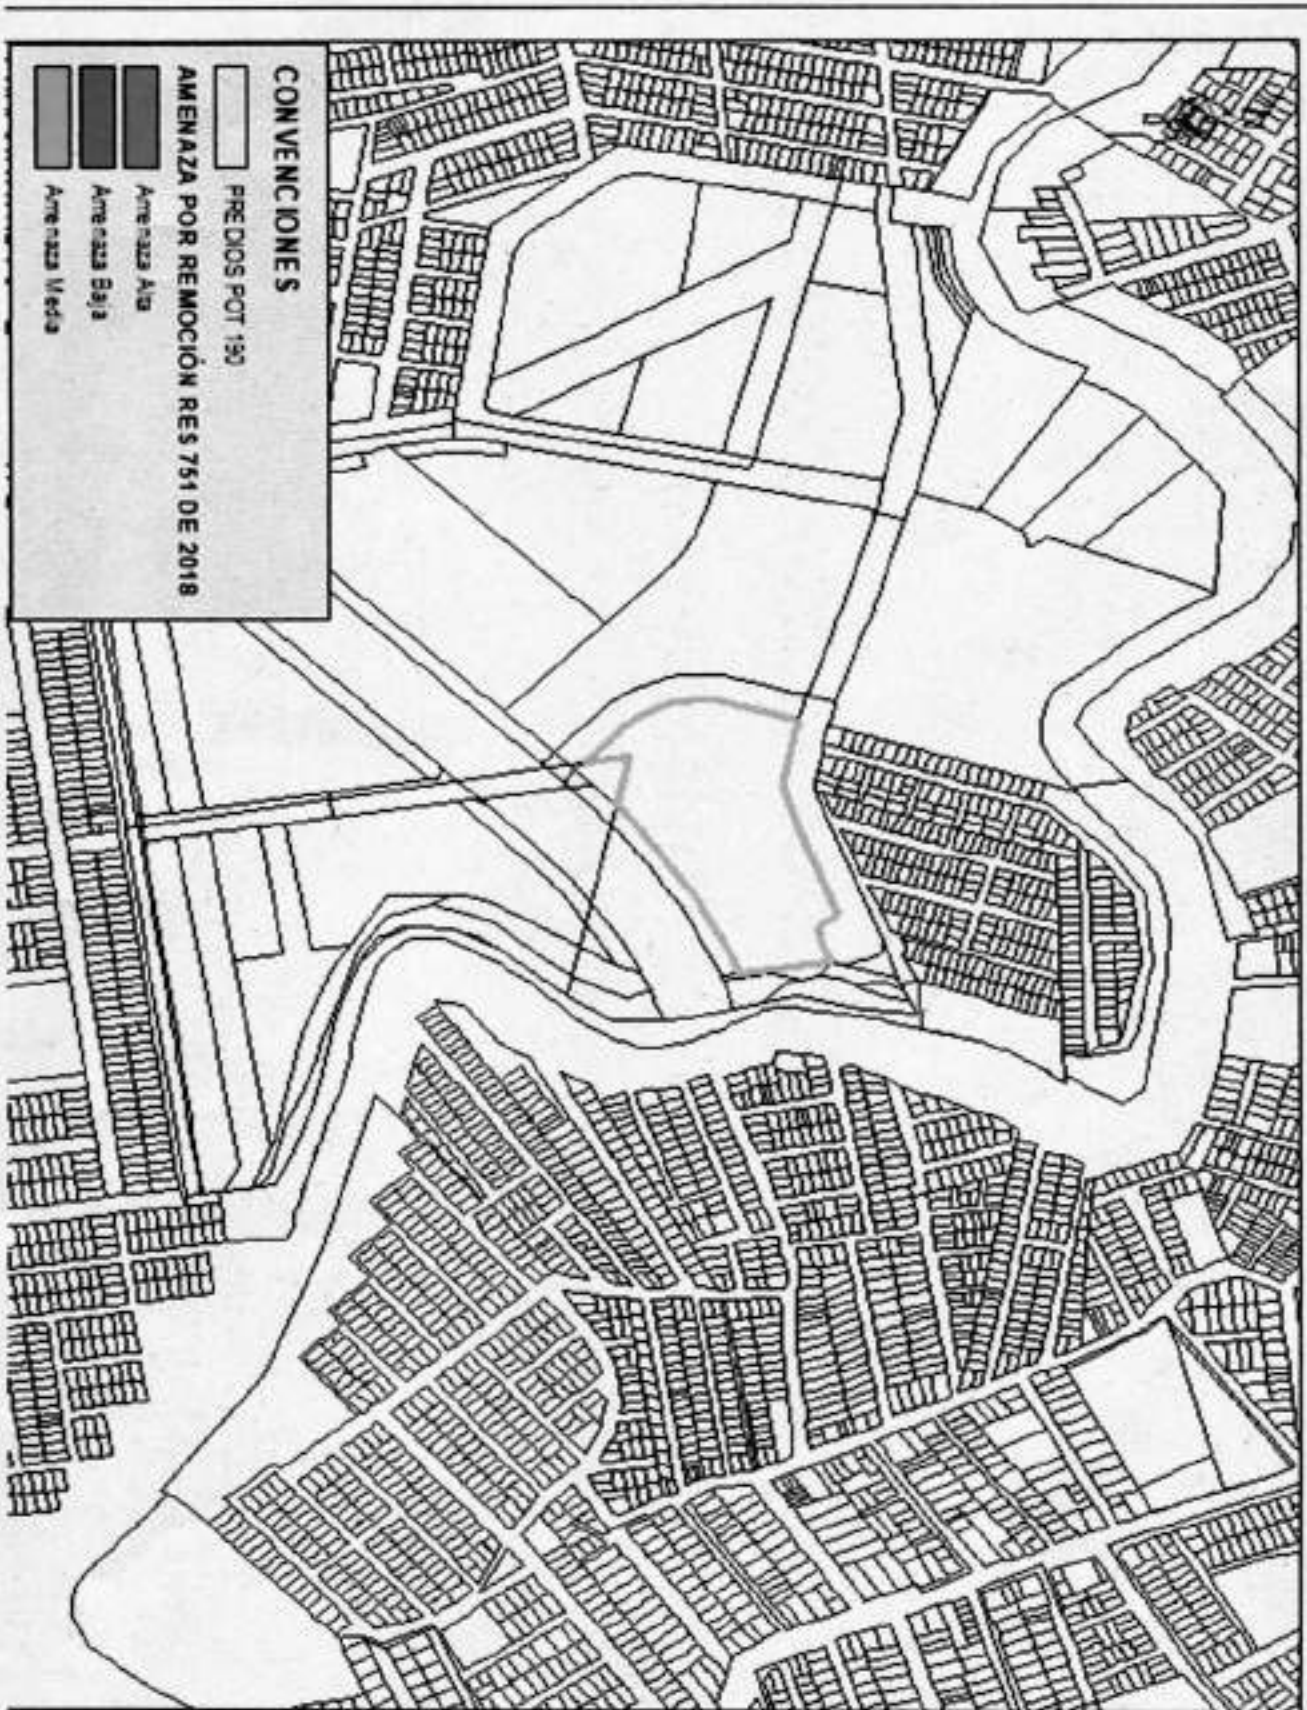 CONVENCIONES
PREDIOS POT 190
AMENAZA POR REMOCIÓN RES 751 DE 2018
Amenaza Alta
Amenaza Baja
Amenaza Media